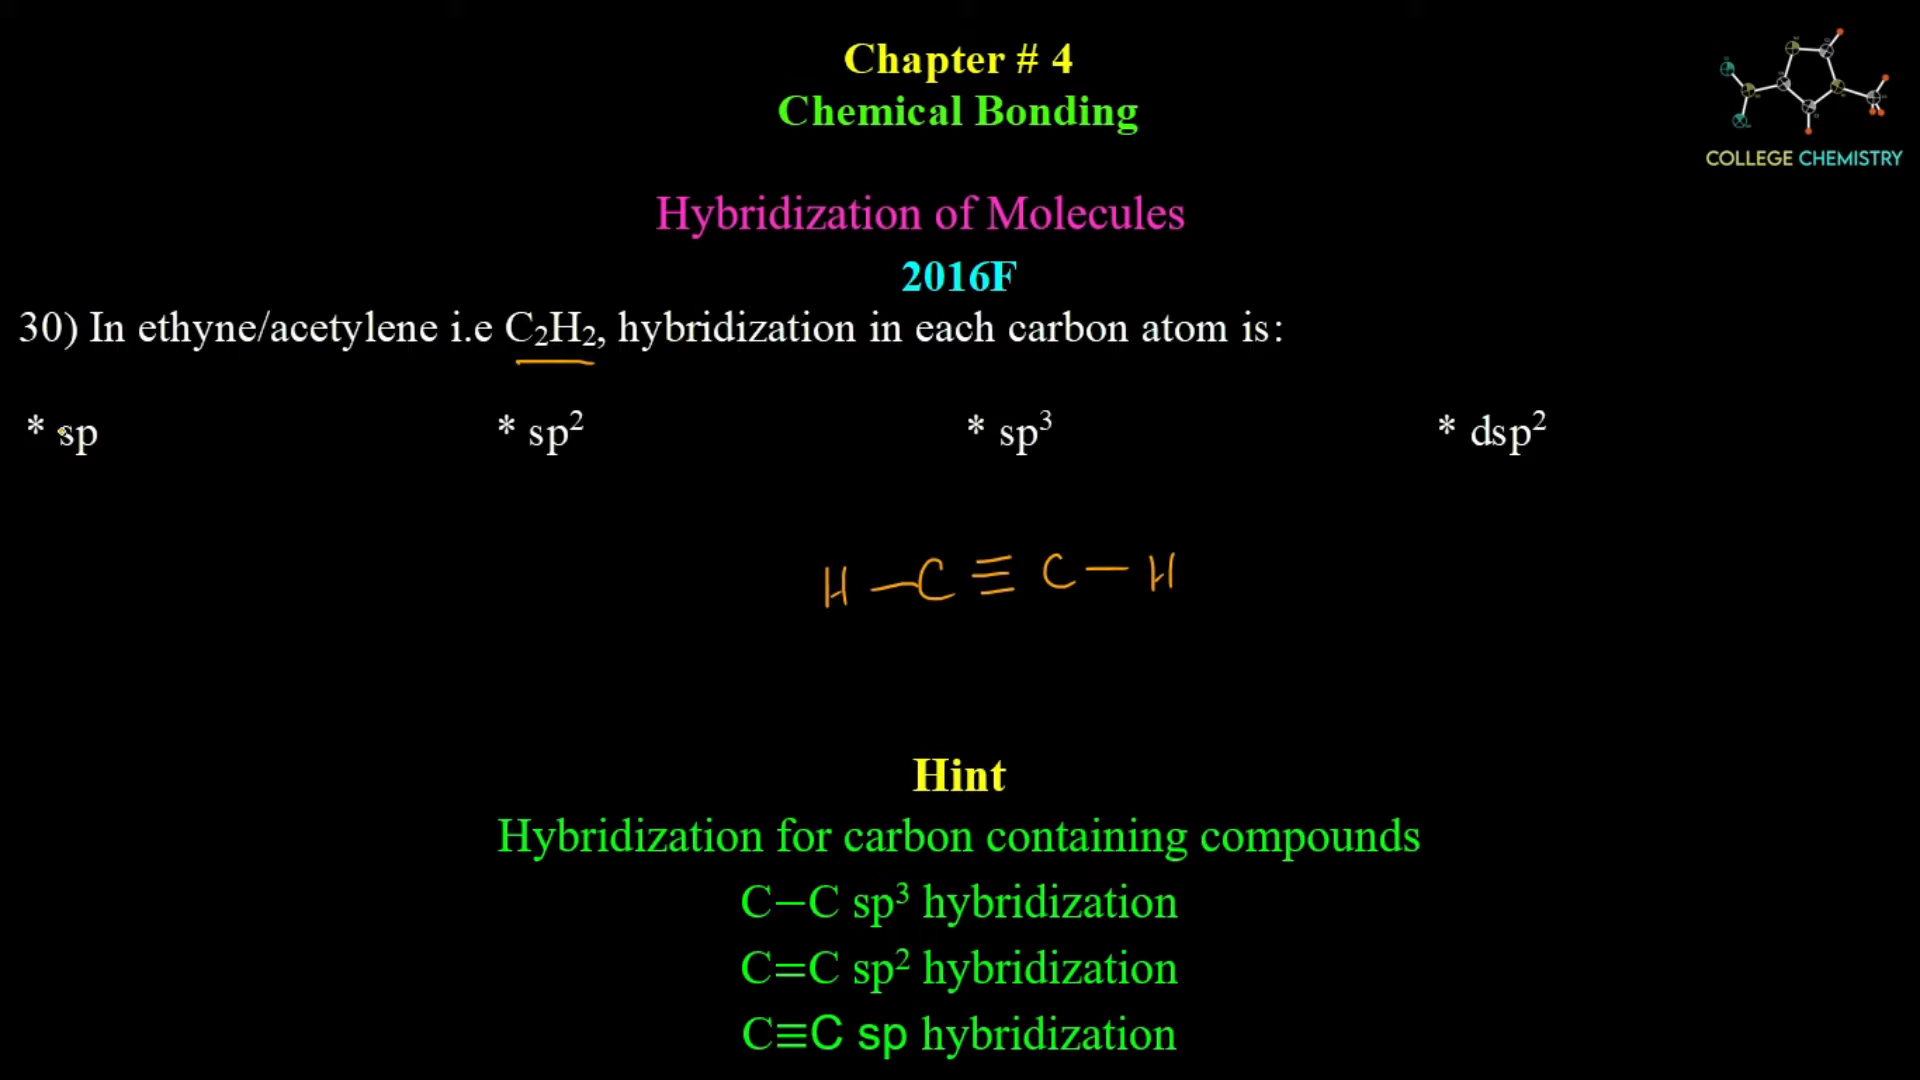 Chapter # 4
Chemical Bonding
COLLEGE CHEMISTRY
Hybridization of Molecules
2016F
30) In ethyne/acetylene i.e C₂H₂, hybridization in each carbon atom is:
* sp * sp² * sp³ * dsp²
H – C ≡ C – H
Hint
Hybridization for carbon containing compounds
C−C sp³ hybridization
C=C sp² hybridization
C≡C sp hybridization